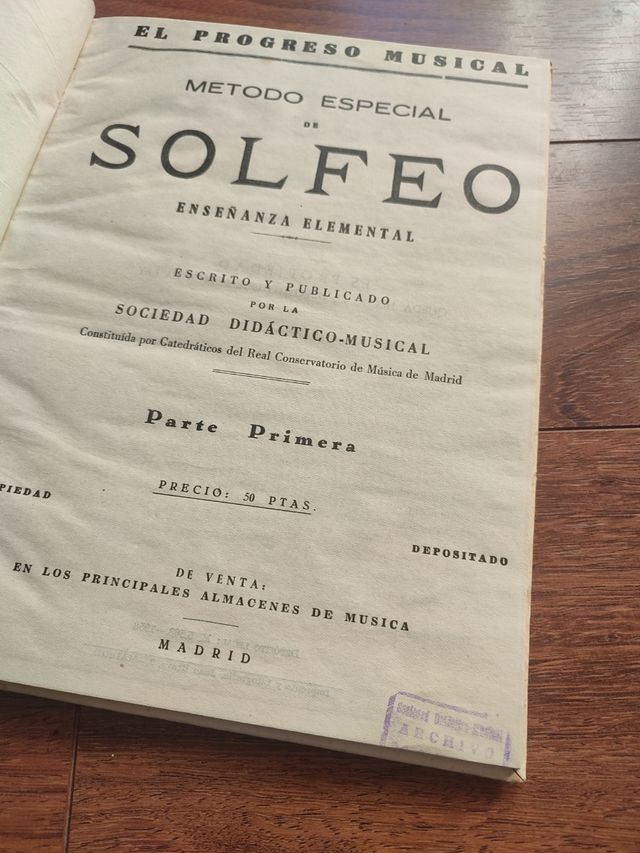 EL PROGRESO MUSICAL
METODO ESPECIAL
DE
SOLFEO
ENSEÑANZA ELEMENTAL
ESCRITO Y PUBLICADO
POR LA
SOCIEDAD DIDÁCTICO-MUSICAL
Constituída por Catedráticos del Real Conservatorio de Música de Madrid
Parte Primera
PRECIO: 50 PTAS.
PIEDAD
DEPOSITADO
DE VENTA:
EN LOS PRINCIPALES ALMACENES DE MUSICA
MADRID
ARCHIVO